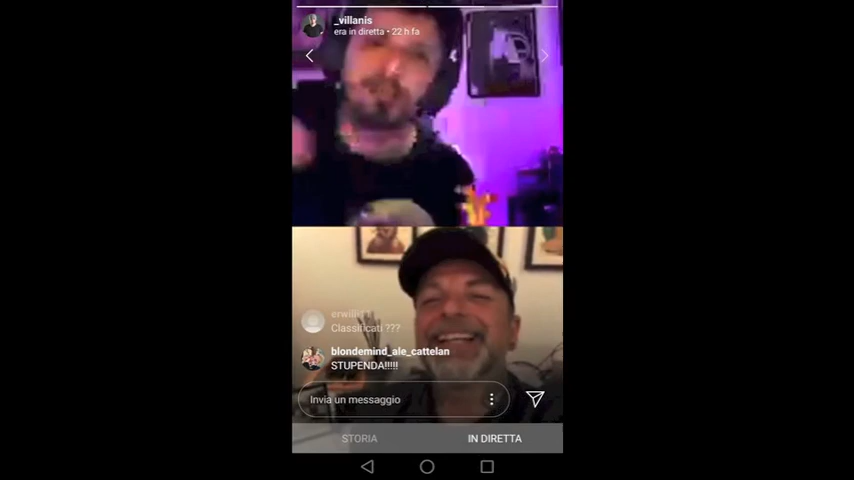 _villanis
era in diretta • 22 h fa
Classificati ???
blondemind_ale_cattelan
STUPENDA!!!!!
Invia un messaggio
STORIA
IN DIRETTA